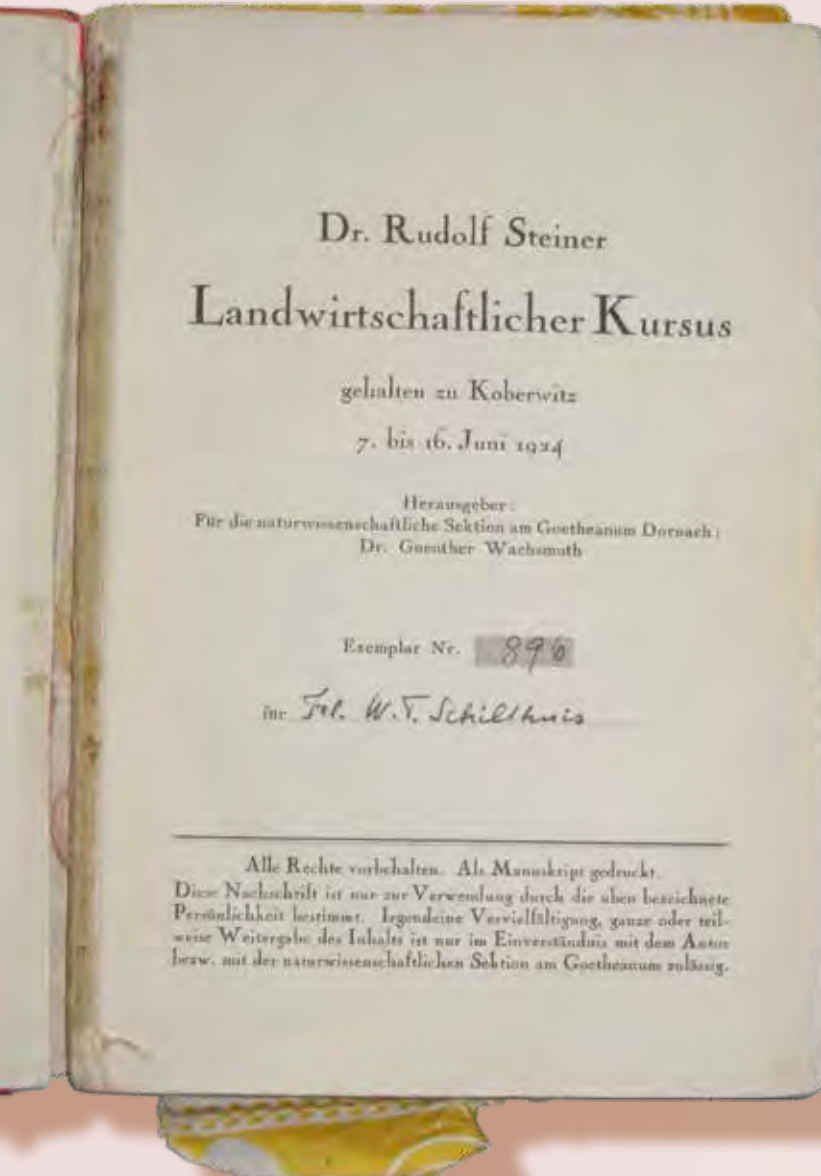 Dr. Rudolf Steiner
Landwirtschaftlicher Kursus
gehalten zu Koberwitz
7. bis 16. Juni 1924
Herausgeber:
Für die naturwissenschaftliche Sektion am Goetheanum Dornach:
Dr. Guenther Wachsmuth
Exemplar Nr. 896
für Frl. W. T. Schilthuis
Alle Rechte vorbehalten. Als Manuskript gedruckt.
Diese Nachschrift ist nur zur Verwendung durch die oben bezeichnete
Persönlichkeit bestimmt. Irgendeine Vervielfältigung, ganze oder teil-
weise Weitergabe des Inhalts ist nur im Einverständnis mit dem Autor
bezw. mit der naturwissenschaftlichen Sektion am Goetheanum zulässig.